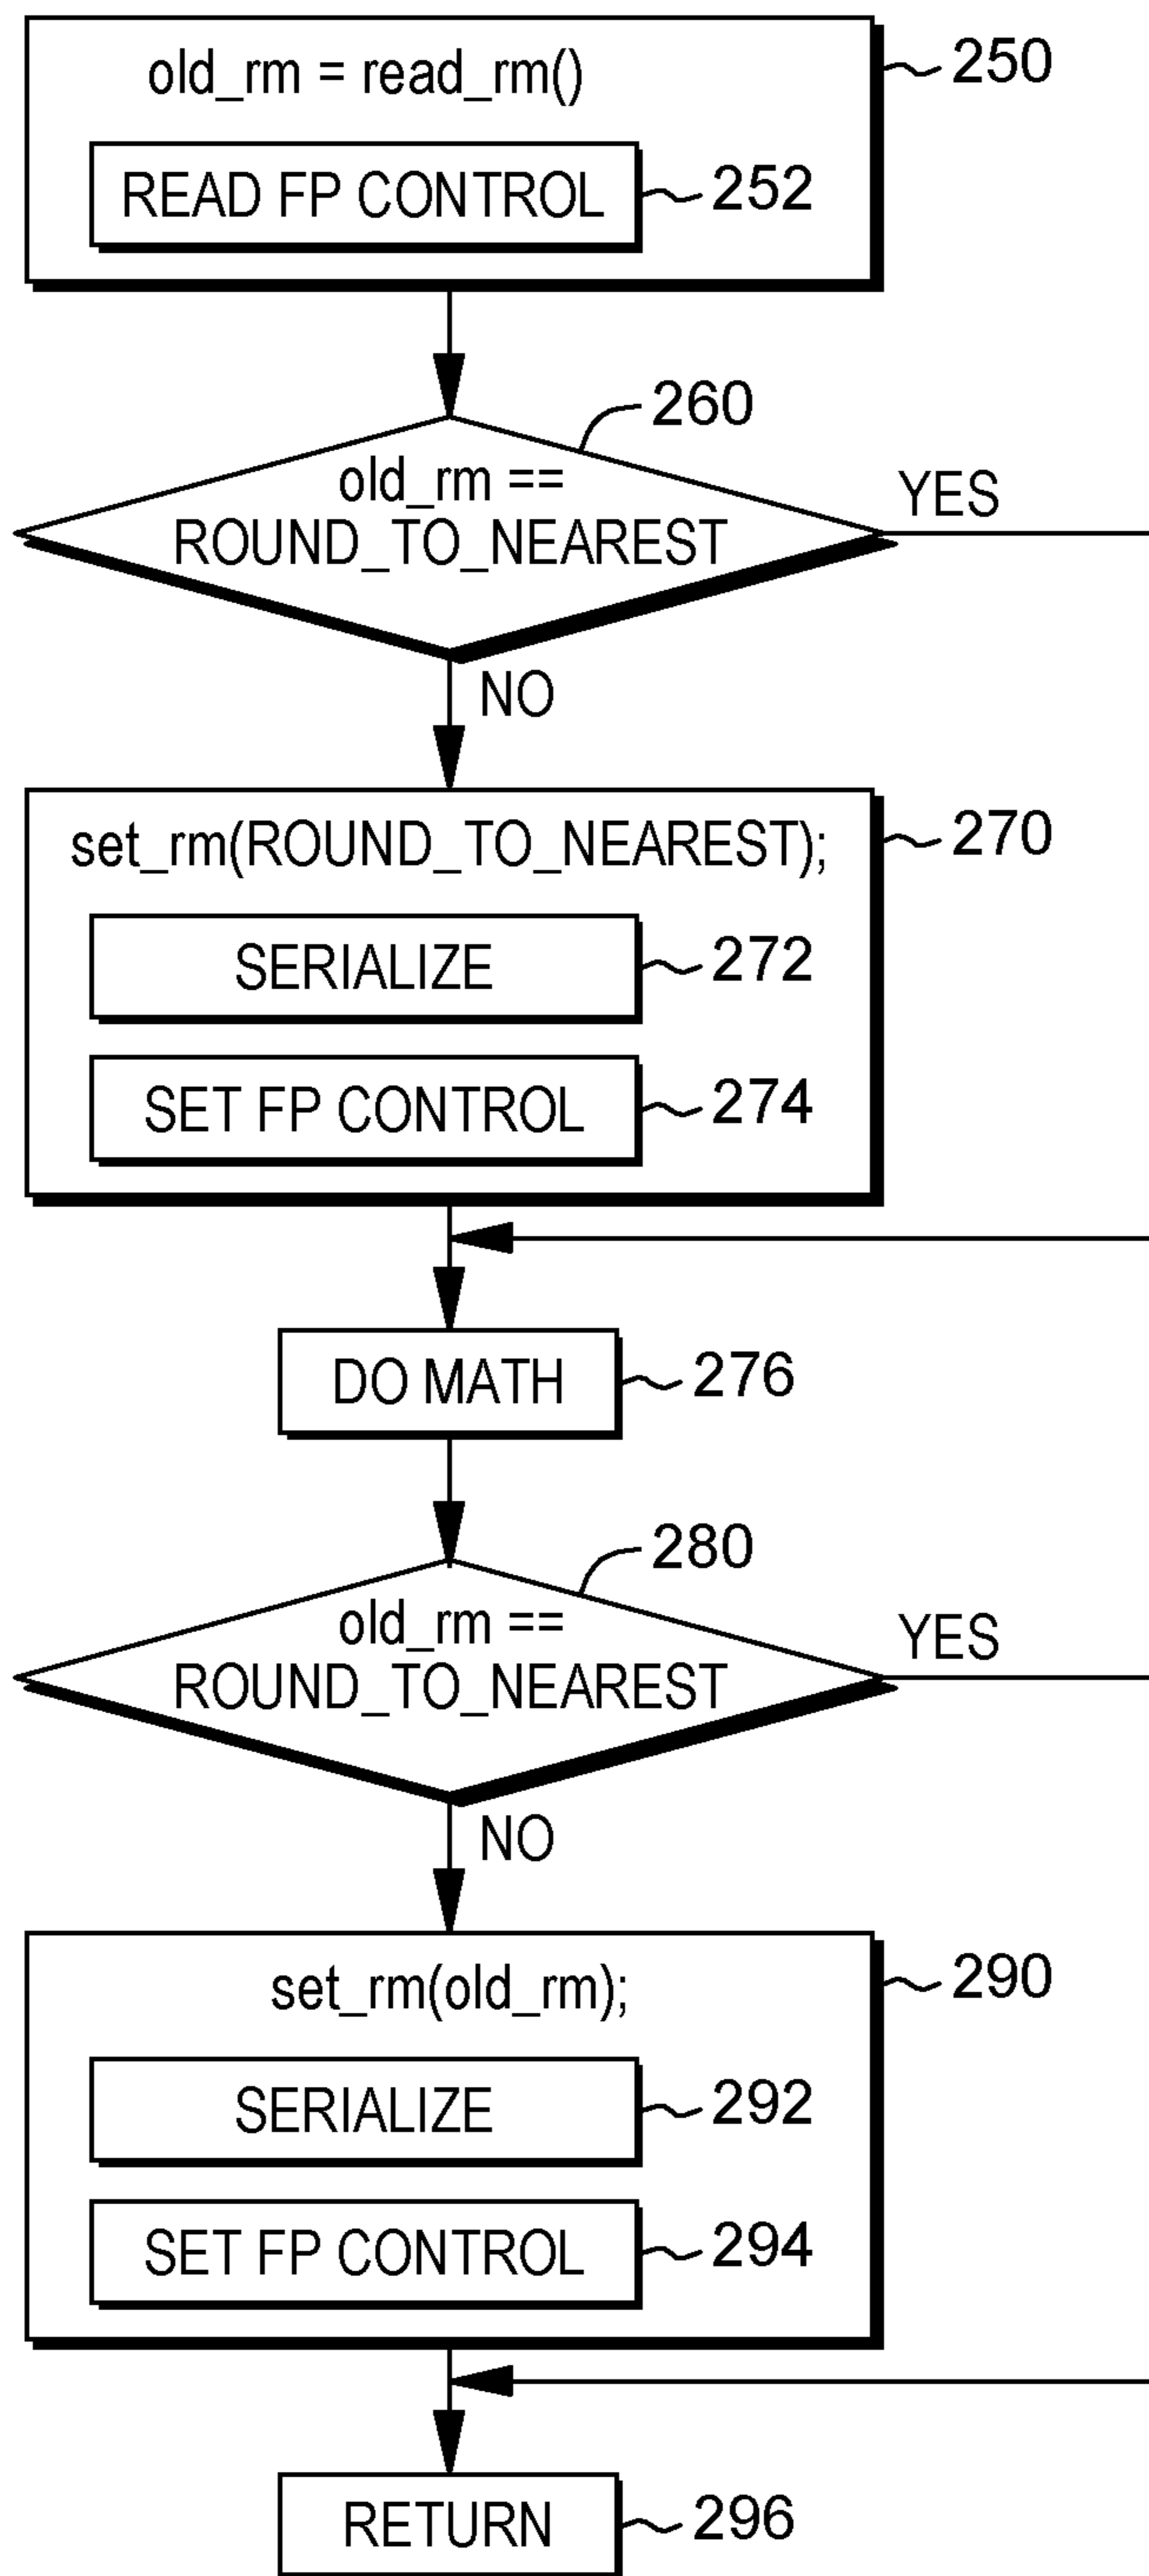 old_rm = read_rm()
250
READ FP CONTROL
252
260
old_rm ==
ROUND_TO_NEAREST
YES
NO
set_rm(ROUND_TO_NEAREST);
270
SERIALIZE
272
SET FP CONTROL
274
DO MATH
276
280
old_rm ==
ROUND_TO_NEAREST
YES
NO
set_rm(old_rm);
290
SERIALIZE
292
SET FP CONTROL
294
RETURN
296